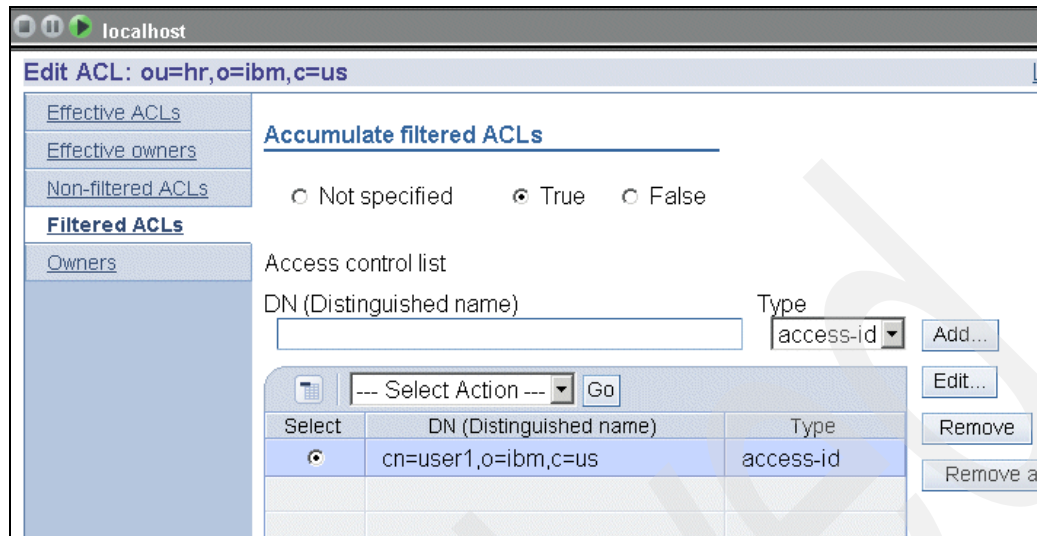 localhost
Edit ACL: ou=hr,o=ibm,c=us
Effective ACLs
Effective owners
Non-filtered ACLs
Filtered ACLs
Owners
Accumulate filtered ACLs
Not specified True False
Access control list
DN (Distinguished name) Type
access-id Add...
--- Select Action --- Go Edit...
Select DN (Distinguished name) Type Remove
cn=user1,o=ibm,c=us access-id
Remove a